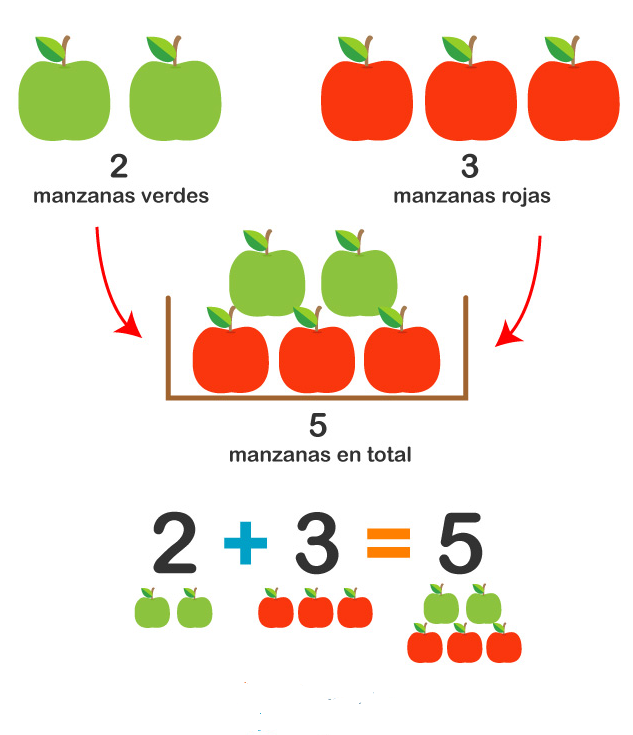 2
manzanas verdes
3
manzanas rojas
5
manzanas en total
2 + 3 = 5